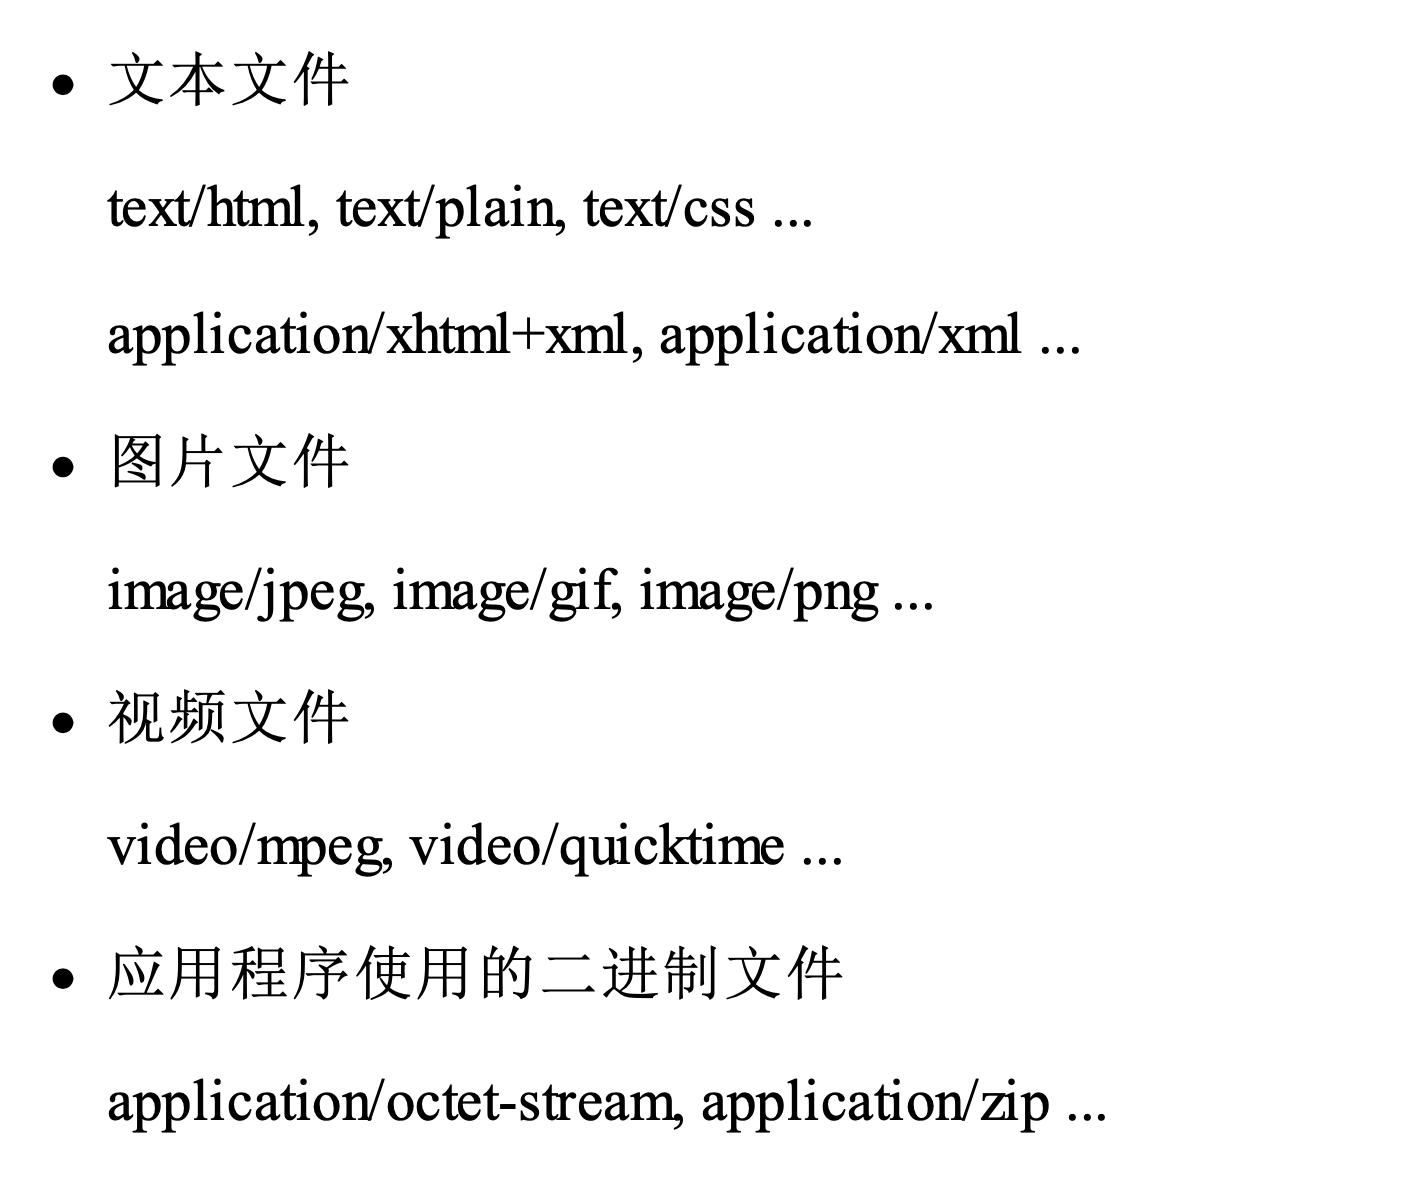 • 文本文件
text/html, text/plain, text/css ...
application/xhtml+xml, application/xml ...
• 图片文件
image/jpeg, image/gif, image/png ...
• 视频文件
video/mpeg, video/quicktime ...
• 应用程序使用的二进制文件
application/octet-stream, application/zip ...